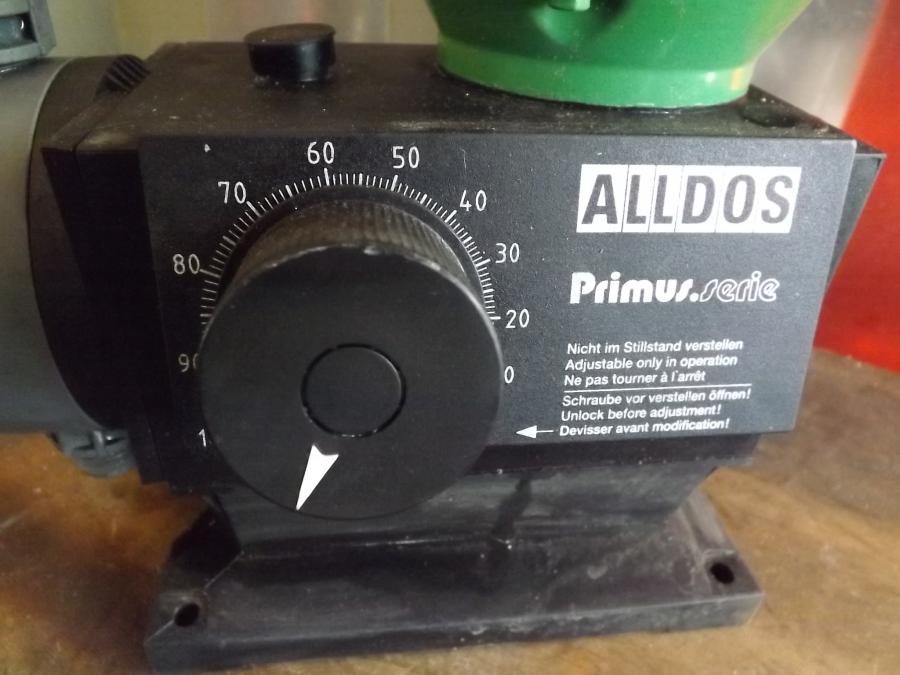 60
50
70
40
30
80
20
ALLDOS
Primus.serie
Nicht im Stillstand verstellen
Adjustable only in operation
Ne pas tourner à l'arrêt
Schraube vor verstellen öffnen!
Unlock before adjustment!
Devisser avant modification!